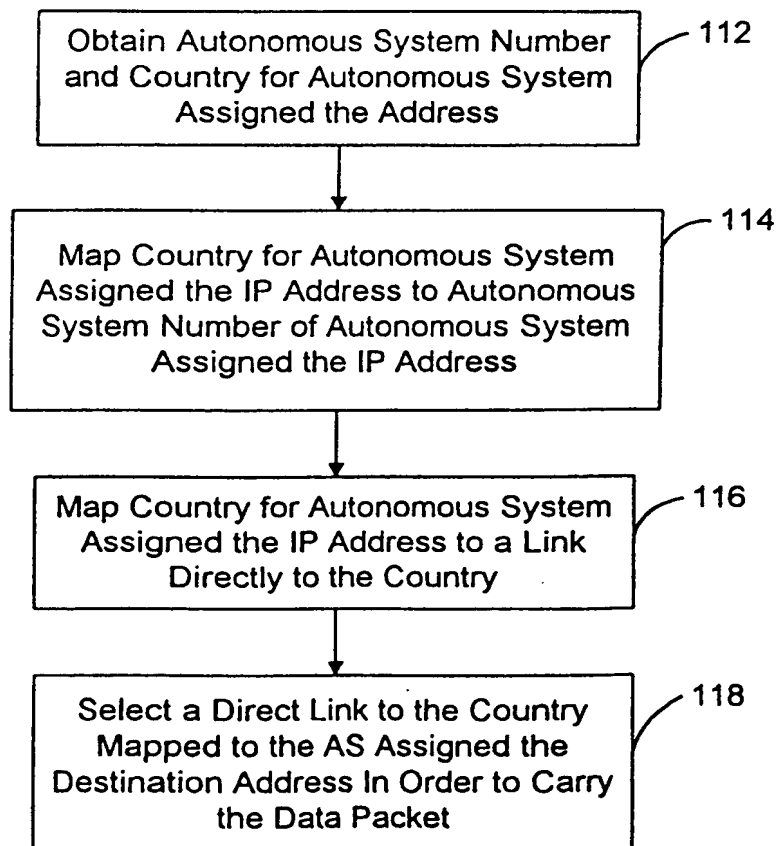 Obtain Autonomous System Number
and Country for Autonomous System
Assigned the Address
112
Map Country for Autonomous System
Assigned the IP Address to Autonomous
System Number of Autonomous System
Assigned the IP Address
114
Map Country for Autonomous System
Assigned the IP Address to a Link
Directly to the Country
116
Select a Direct Link to the Country
Mapped to the AS Assigned the
Destination Address In Order to Carry
the Data Packet
118